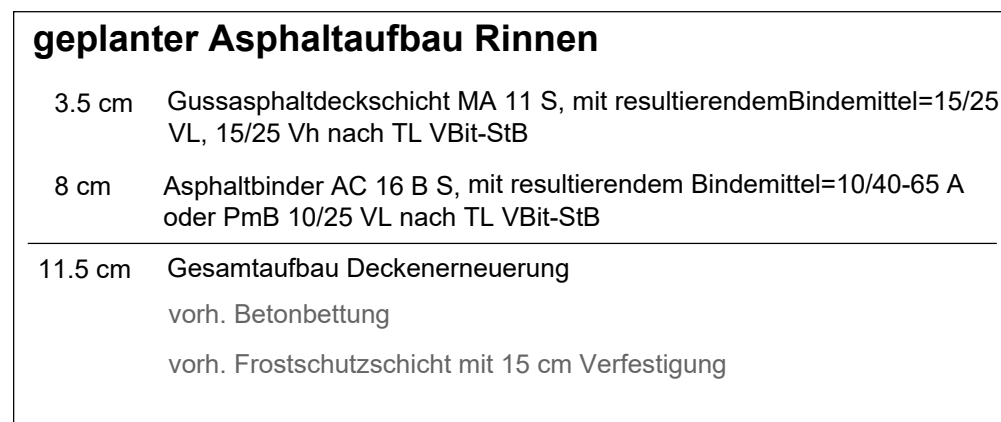 geplanter Asphaltaufbau Rinnen
3.5 cm Gussasphaltdeckschicht MA 11 S, mit resultierendemBindemittel=15/25
VL, 15/25 Vh nach TL VBit-StB
8 cm Asphaltbinder AC 16 B S, mit resultierendem Bindemittel=10/40-65 A
oder PmB 10/25 VL nach TL VBit-StB
11.5 cm Gesamtaufbau Deckenerneuerung
vorh. Betonbettung
vorh. Frostschutzschicht mit 15 cm Verfestigung